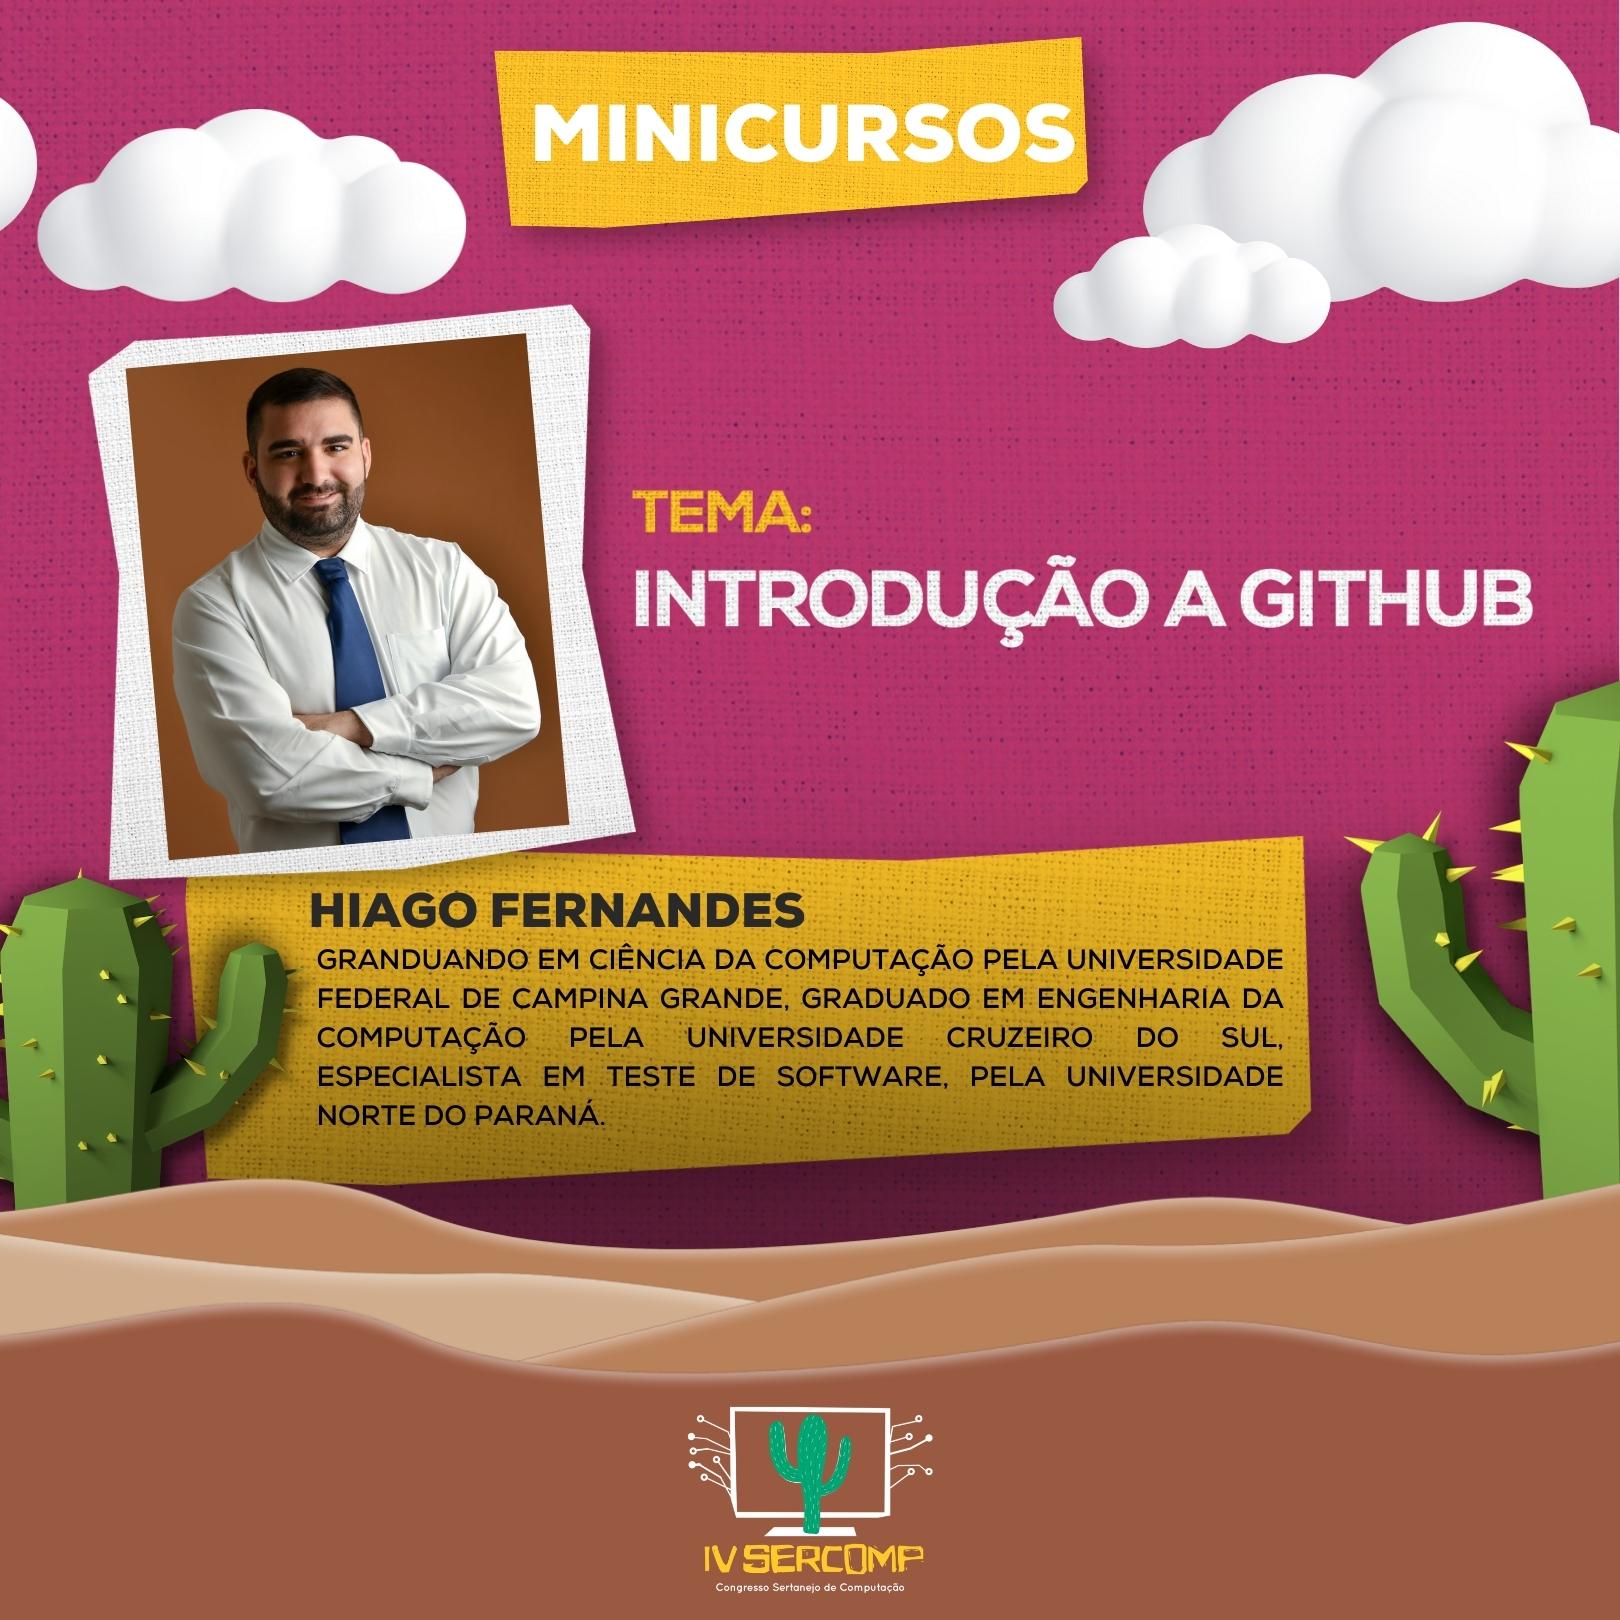 MINICURSOS
TEMA:
INTRODUÇÃO A GITHUB
HIAGO FERNANDES
GRANDUANDO EM CIÊNCIA DA COMPUTAÇÃO PELA UNIVERSIDADE
FEDERAL DE CAMPINA GRANDE, GRADUADO EM ENGENHARIA DA
COMPUTAÇÃO PELA UNIVERSIDADE CRUZEIRO DO SUL,
ESPECIALISTA EM TESTE DE SOFTWARE, PELA UNIVERSIDADE
NORTE DO PARANÁ.
IV SERCOMP
Congresso Sertanejo de Computação